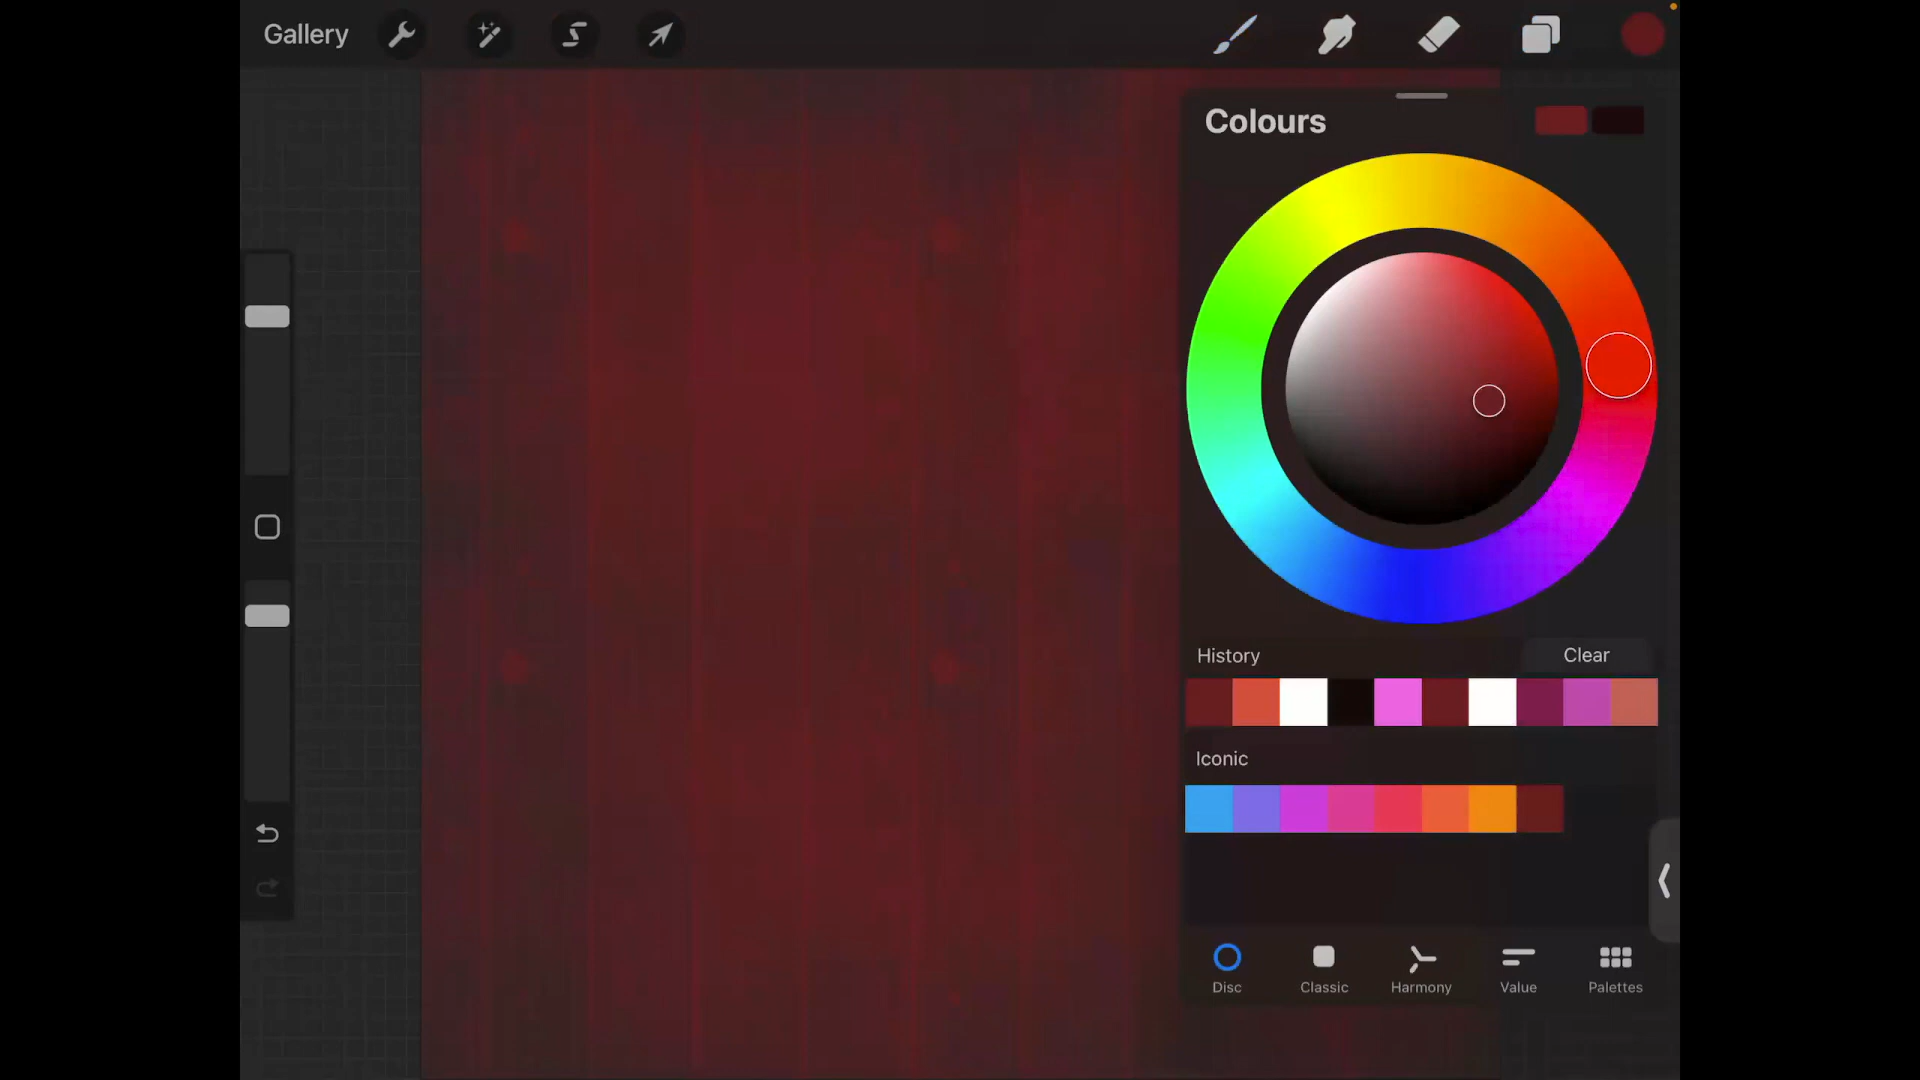 Gallery
Colours
History
Clear
Iconic
Disc
Classic
Harmony
Value
Palettes